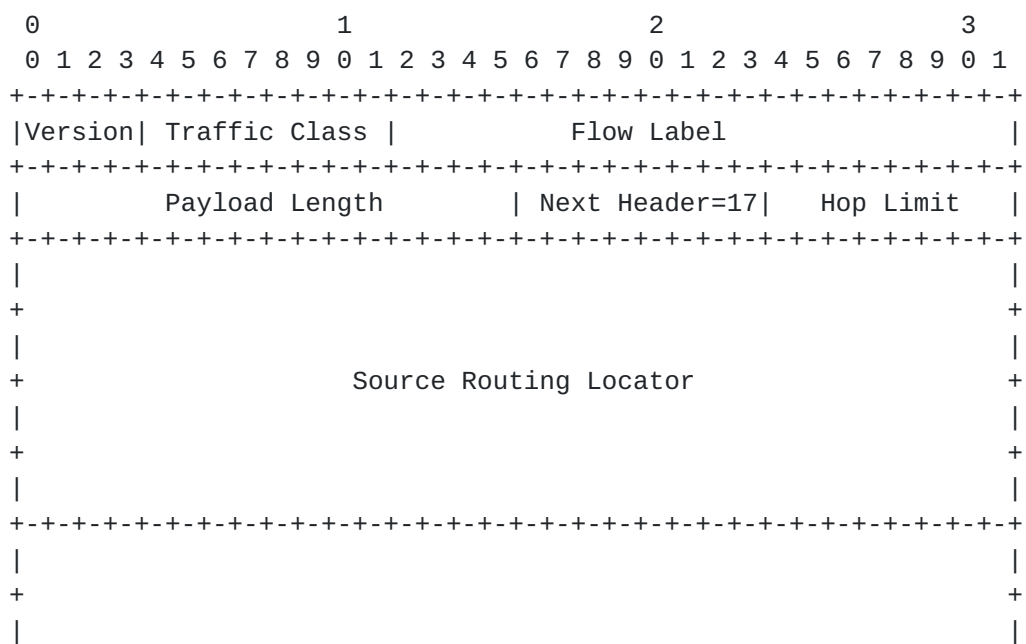 0                   1                   2                   3
 0 1 2 3 4 5 6 7 8 9 0 1 2 3 4 5 6 7 8 9 0 1 2 3 4 5 6 7 8 9 0 1
+-+-+-+-+-+-+-+-+-+-+-+-+-+-+-+-+-+-+-+-+-+-+-+-+-+-+-+-+-+-+-+-+
|Version| Traffic Class |           Flow Label                  |
+-+-+-+-+-+-+-+-+-+-+-+-+-+-+-+-+-+-+-+-+-+-+-+-+-+-+-+-+-+-+-+-+
|         Payload Length        | Next Header=17|   Hop Limit   |
+-+-+-+-+-+-+-+-+-+-+-+-+-+-+-+-+-+-+-+-+-+-+-+-+-+-+-+-+-+-+-+-+
|                                                               |
+                                                               +
|                                                               |
+                     Source Routing Locator                    +
|                                                               |
+                                                               +
|                                                               |
+-+-+-+-+-+-+-+-+-+-+-+-+-+-+-+-+-+-+-+-+-+-+-+-+-+-+-+-+-+-+-+-+
|                                                               |
+                                                               +
|                                                               |